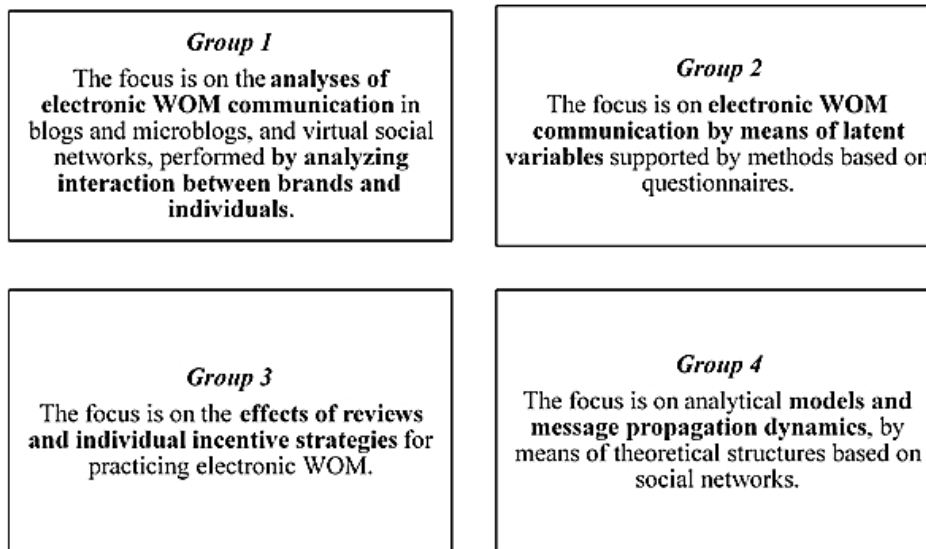 Group 1
The focus is on the analyses of
electronic WOM communication in
blogs and microblogs, and virtual social
networks, performed by analyzing
interaction between brands and
individuals.
Group 2
The focus is on electronic WOM
communication by means of latent
variables supported by methods based on
questionnaires.
Group 3
The focus is on the effects of reviews
and individual incentive strategies for
practicing electronic WOM.
Group 4
The focus is on analytical models and
message propagation dynamics, by
means of theoretical structures based on
social networks.